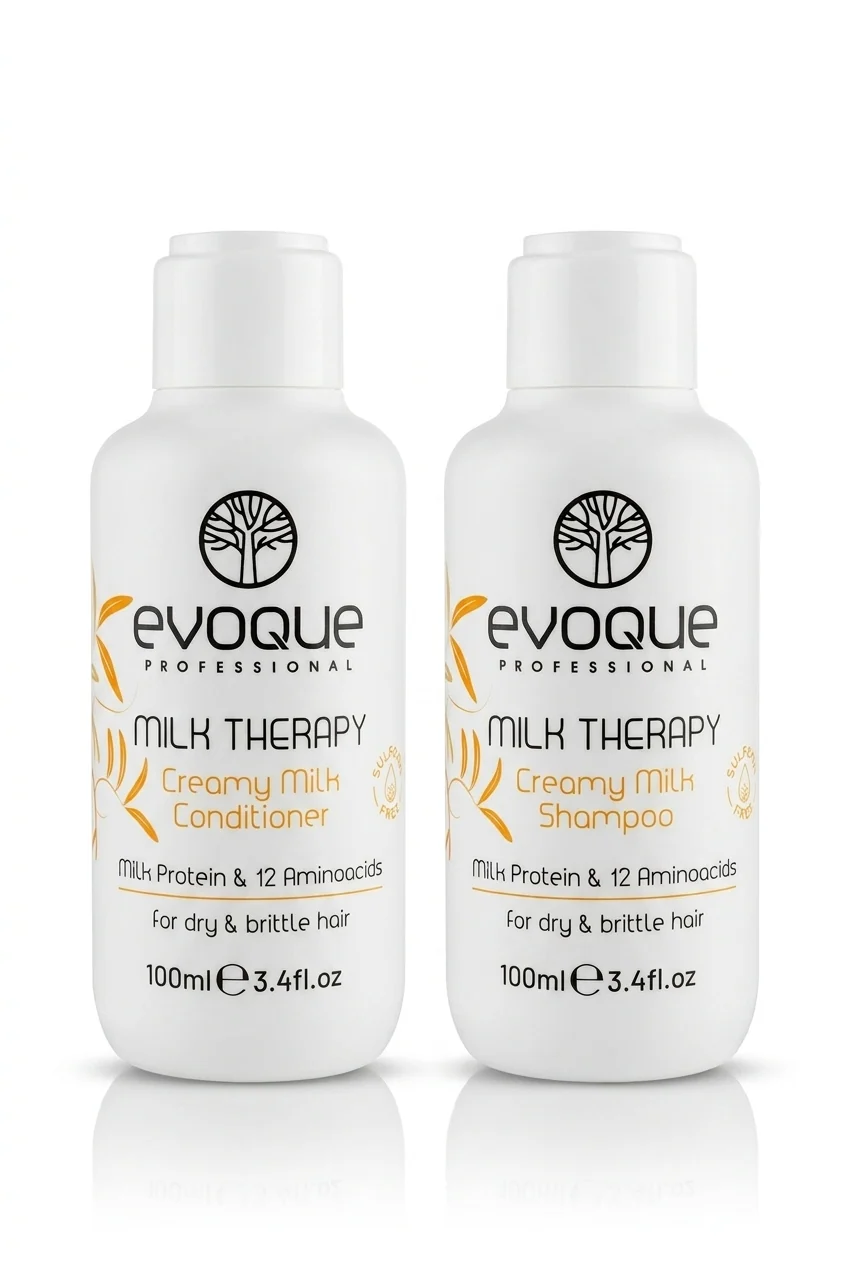 evoque
PROFESSIONAL
MILK THERAPY
Creamy Milk
Conditioner
Milk Protein & 12 Aminoacids
for dry & brittle hair
100ml e 3.4fl.oz
FREE
evoque
PROFESSIONAL
MILK THERAPY
Creamy Milk
Shampoo
Milk Protein & 12 Aminoacids
for dry & brittle hair
100ml e 3.4fl.oz
FREE